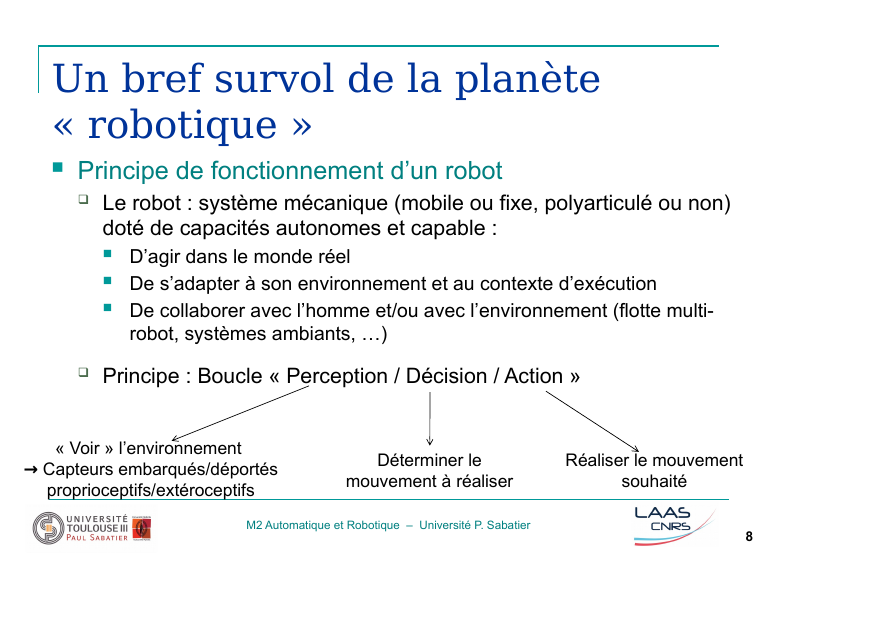 Un bref survol de la planète
« robotique »
Principe de fonctionnement d’un robot
Le robot : système mécanique (mobile ou fixe, polyarticulé ou non)
doté de capacités autonomes et capable :
D’agir dans le monde réel
De s’adapter à son environnement et au contexte d’exécution
De collaborer avec l’homme et/ou avec l’environnement (flotte multi-
robot, systèmes ambiants, …)
Principe : Boucle « Perception / Décision / Action »
« Voir » l’environnement
→ Capteurs embarqués/déportés
proprioceptifs/extéroceptifs
Déterminer le
mouvement à réaliser
Réaliser le mouvement
souhaité
UNIVERSITÉ
TOULOUSE III
PAUL SABATIER
M2 Automatique et Robotique – Université P. Sabatier
LAAS
CNRS
8